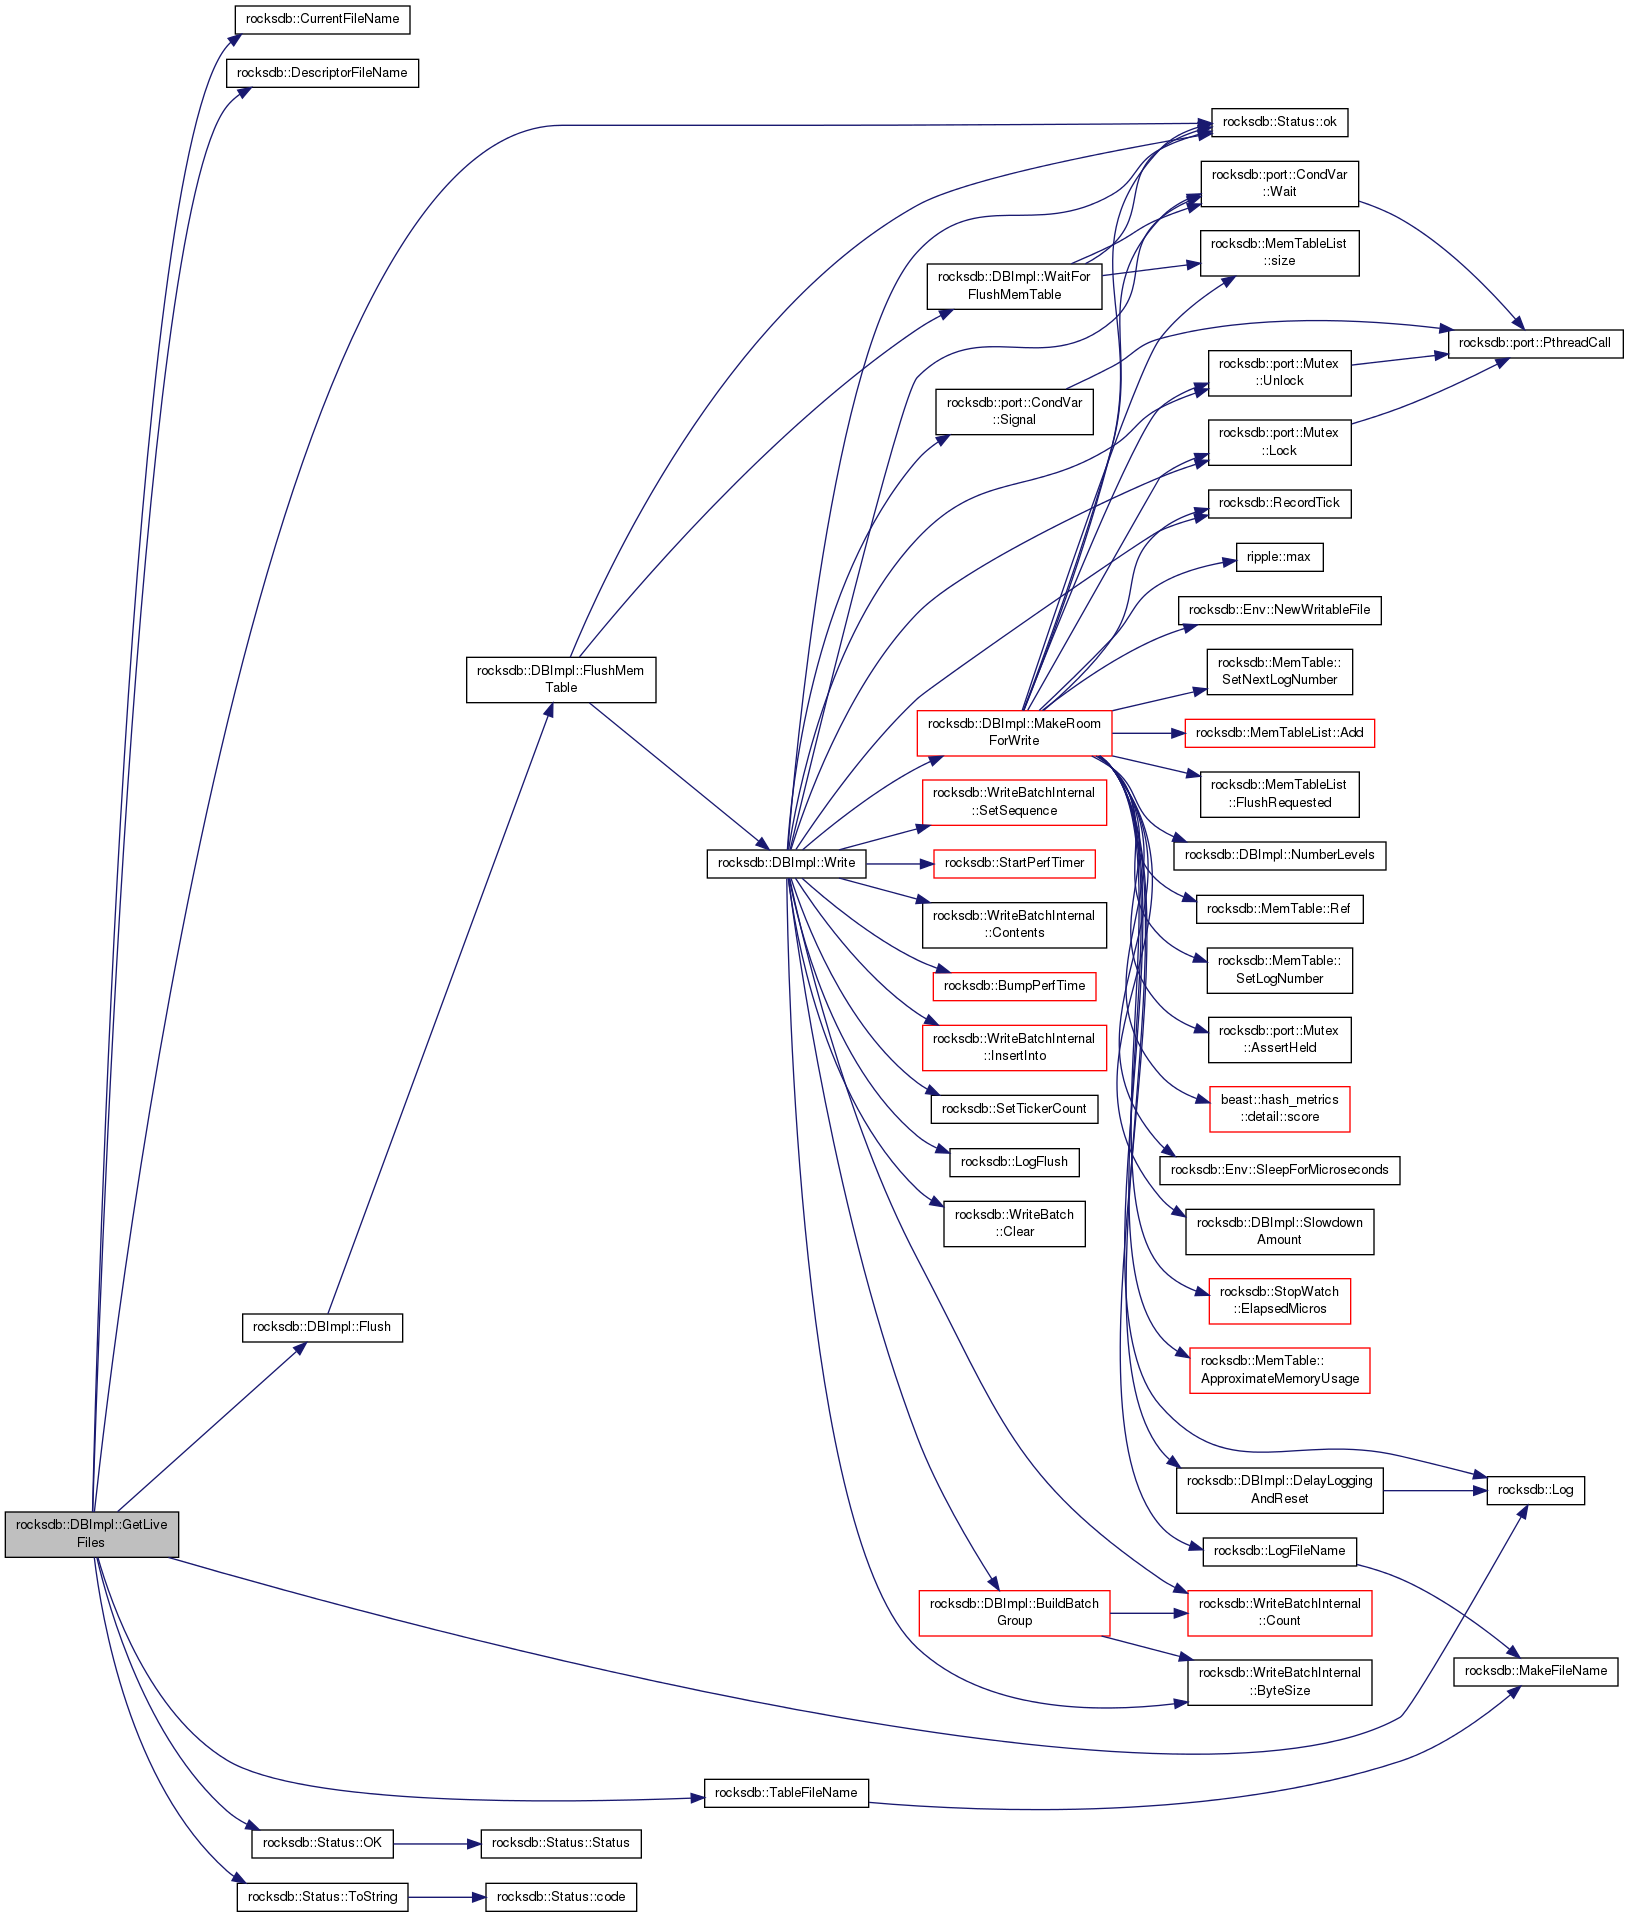 rocksdb::CurrentFileName
rocksdb::DescriptorFileName
rocksdb::Status::ok
rocksdb::port::CondVar
::Wait
rocksdb::MemTableList
::size
rocksdb::DBImpl::WaitFor
FlushMemTable
rocksdb::port::PthreadCall
rocksdb::port::Mutex
::Unlock
rocksdb::port::CondVar
::Signal
rocksdb::port::Mutex
::Lock
rocksdb::RecordTick
ripple::max
rocksdb::Env::NewWritableFile
rocksdb::DBImpl::FlushMem
Table
rocksdb::MemTable::
SetNextLogNumber
rocksdb::DBImpl::MakeRoom
ForWrite
rocksdb::MemTableList::Add
rocksdb::MemTableList
::FlushRequested
rocksdb::WriteBatchInternal
::SetSequence
rocksdb::DBImpl::NumberLevels
rocksdb::DBImpl::Write
rocksdb::StartPerfTimer
rocksdb::MemTable::Ref
rocksdb::WriteBatchInternal
::Contents
rocksdb::MemTable::
SetLogNumber
rocksdb::BumpPerfTime
rocksdb::port::Mutex
::AssertHeld
rocksdb::WriteBatchInternal
::InsertInto
beast::hash_metrics
::detail::score
rocksdb::SetTickerCount
rocksdb::LogFlush
rocksdb::Env::SleepForMicroseconds
rocksdb::WriteBatch
::Clear
rocksdb::DBImpl::Slowdown
Amount
rocksdb::StopWatch
::ElapsedMicros
rocksdb::DBImpl::Flush
rocksdb::MemTable::
ApproximateMemoryUsage
rocksdb::DBImpl::DelayLogging
AndReset
rocksdb::Log
rocksdb::DBImpl::GetLive
Files
rocksdb::LogFileName
rocksdb::DBImpl::BuildBatch
Group
rocksdb::WriteBatchInternal
::Count
rocksdb::WriteBatchInternal
::ByteSize
rocksdb::MakeFileName
rocksdb::TableFileName
rocksdb::Status::OK
rocksdb::Status::Status
rocksdb::Status::ToString
rocksdb::Status::code